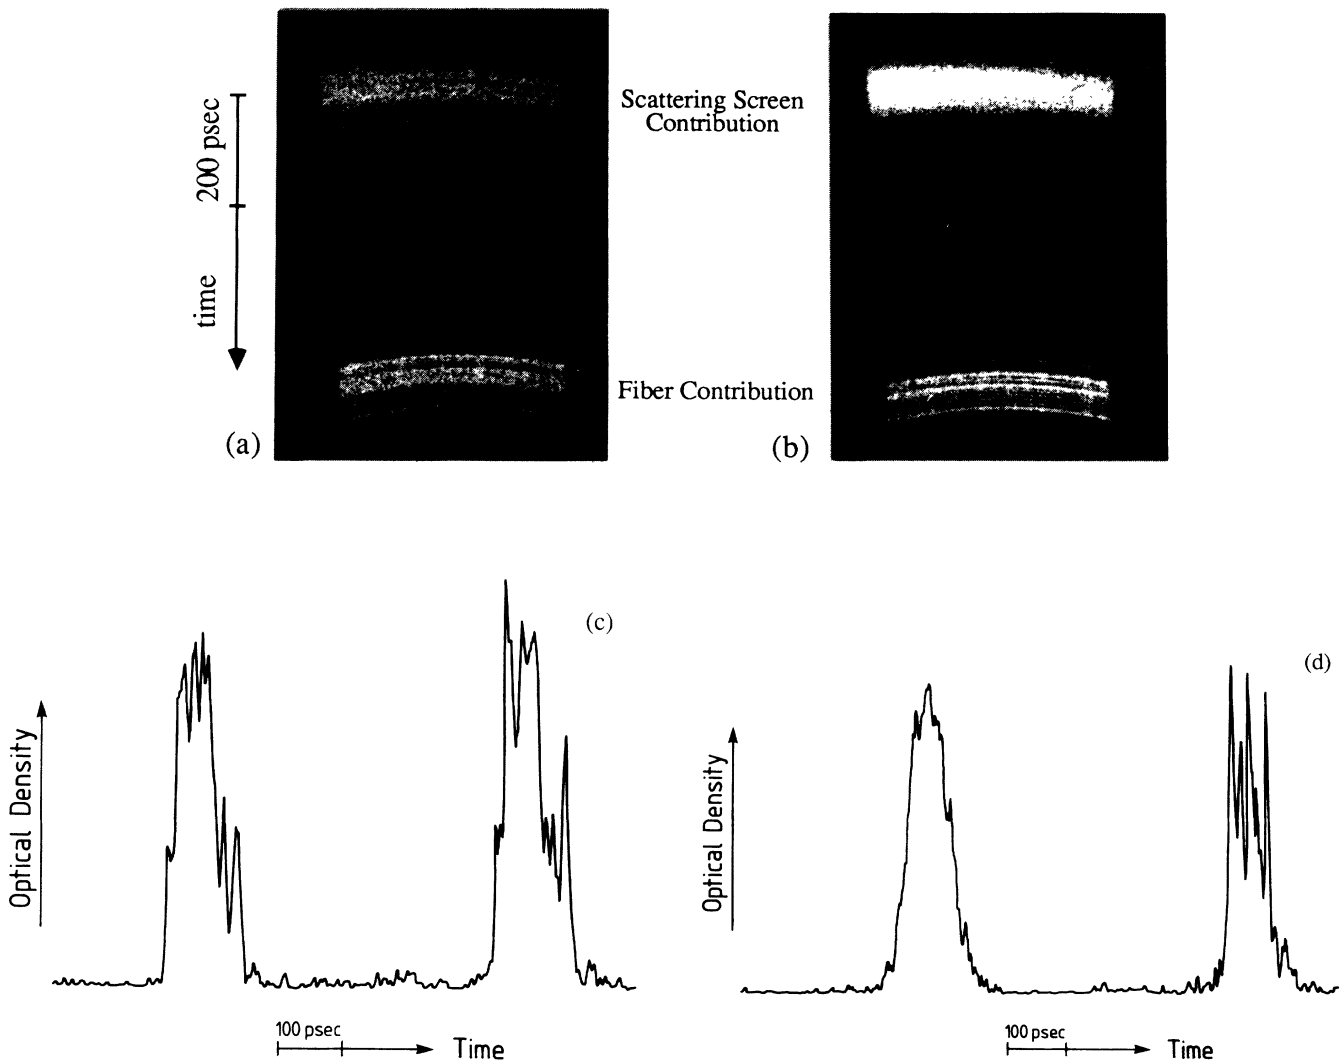 200 psec
time
Scattering Screen
Contribution
Fiber Contribution
(a)
(b)
(c)
(d)
Optical Density
Optical Density
100 psec
Time
100 psec
Time